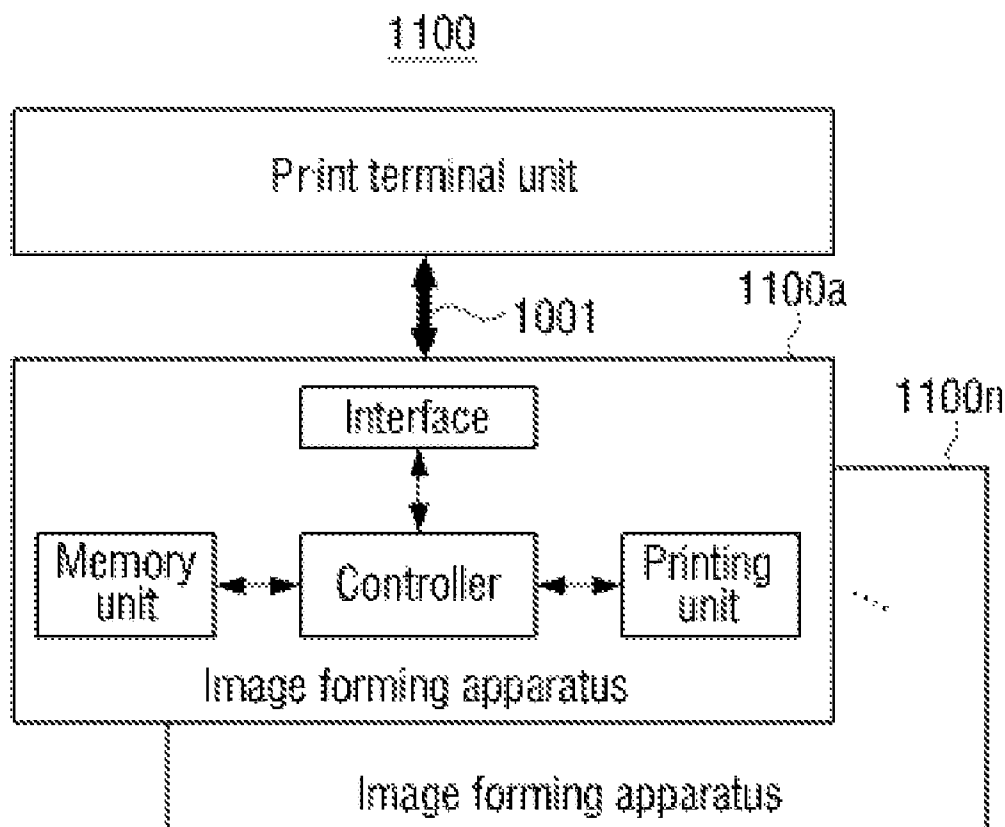 1100
Print terminal unit
1001
1100a
Interface
1100n
Memory
unit
Controller
Printing
unit
Image forming apparatus
Image forming apparatus